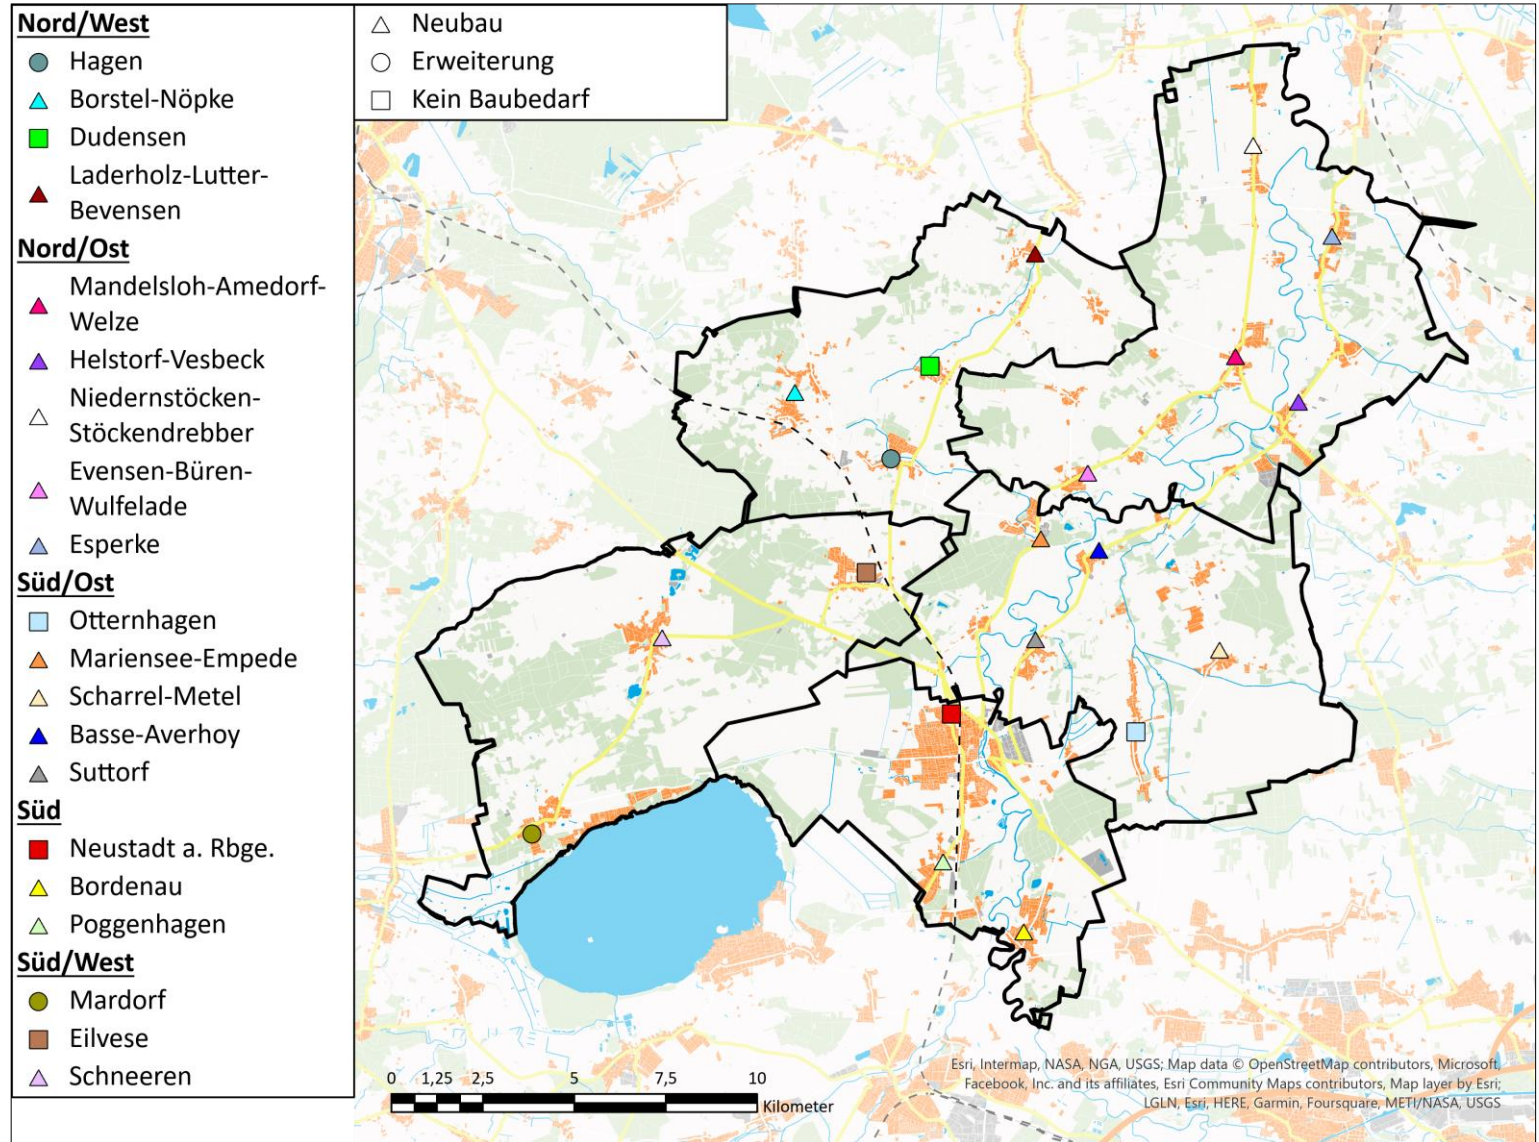 Nord/West
Hagen
Borstel-Nöpke
Dudensen
Laderholz-Lutter-
Bevensen
Nord/Ost
Mandelsloh-Amedorf-
Welze
Helstorf-Vesbeck
Niedernstöcken-
Stöckendrebber
Evensen-Büren-
Wulfelade
Esperke
Süd/Ost
Otternhagen
Mariensee-Empede
Scharrel-Metel
Basse-Averhoy
Suttorf
Süd
Neustadt a. Rbge.
Bordenau
Poggenhagen
Süd/West
Mardorf
Eilvese
Schneeren
Neubau
Erweiterung
Kein Baubedarf
0 1,25 2,5 5 7,5 10
Kilometer
Esri, Intermap, NASA, NGA, USGS; Map data © OpenStreetMap contributors, Microsoft,
Facebook, Inc. and its affiliates, Esri Community Maps contributors, Map layer by Esri;
LGLN, Esri, HERE, Garmin, Foursquare, METI/NASA, USGS